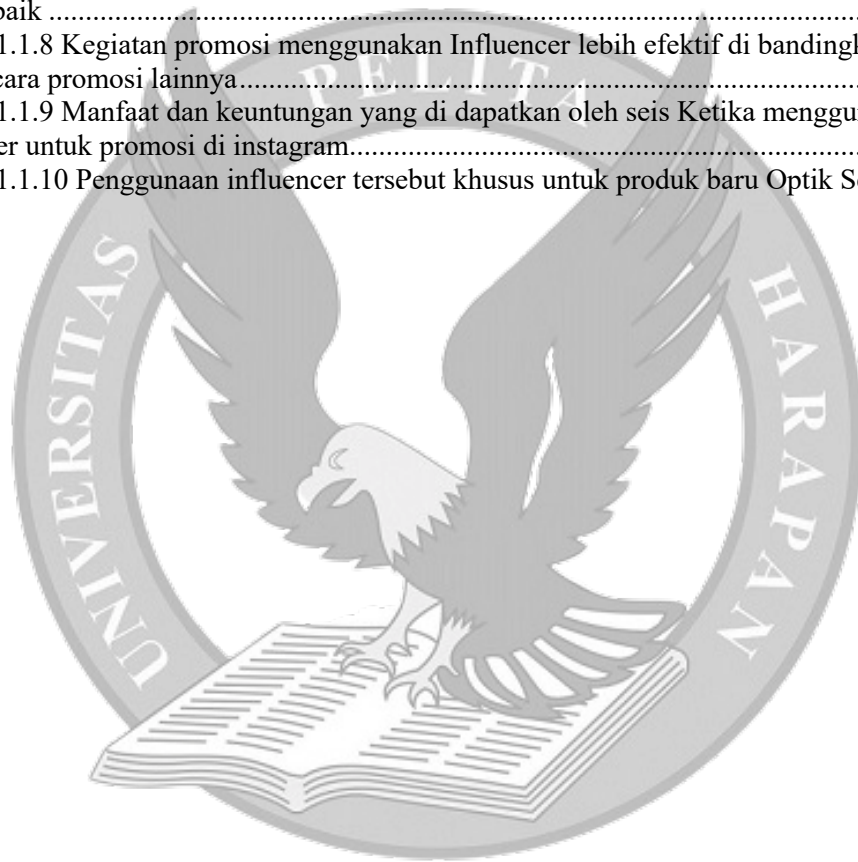 baik ....................................................................................................
1.1.8 Kegiatan promosi menggunakan Influencer lebih efektif di
cara promosi lainnya....................................................................................
1.1.9 Manfaat dan keuntungan yang di dapatkan oleh seis Ketika
er untuk promosi di instagram................................................................
1.1.10 Penggunaan influencer tersebut khusus untuk produk baru Optik
UNIVERSITAS PELITA HARAPAN